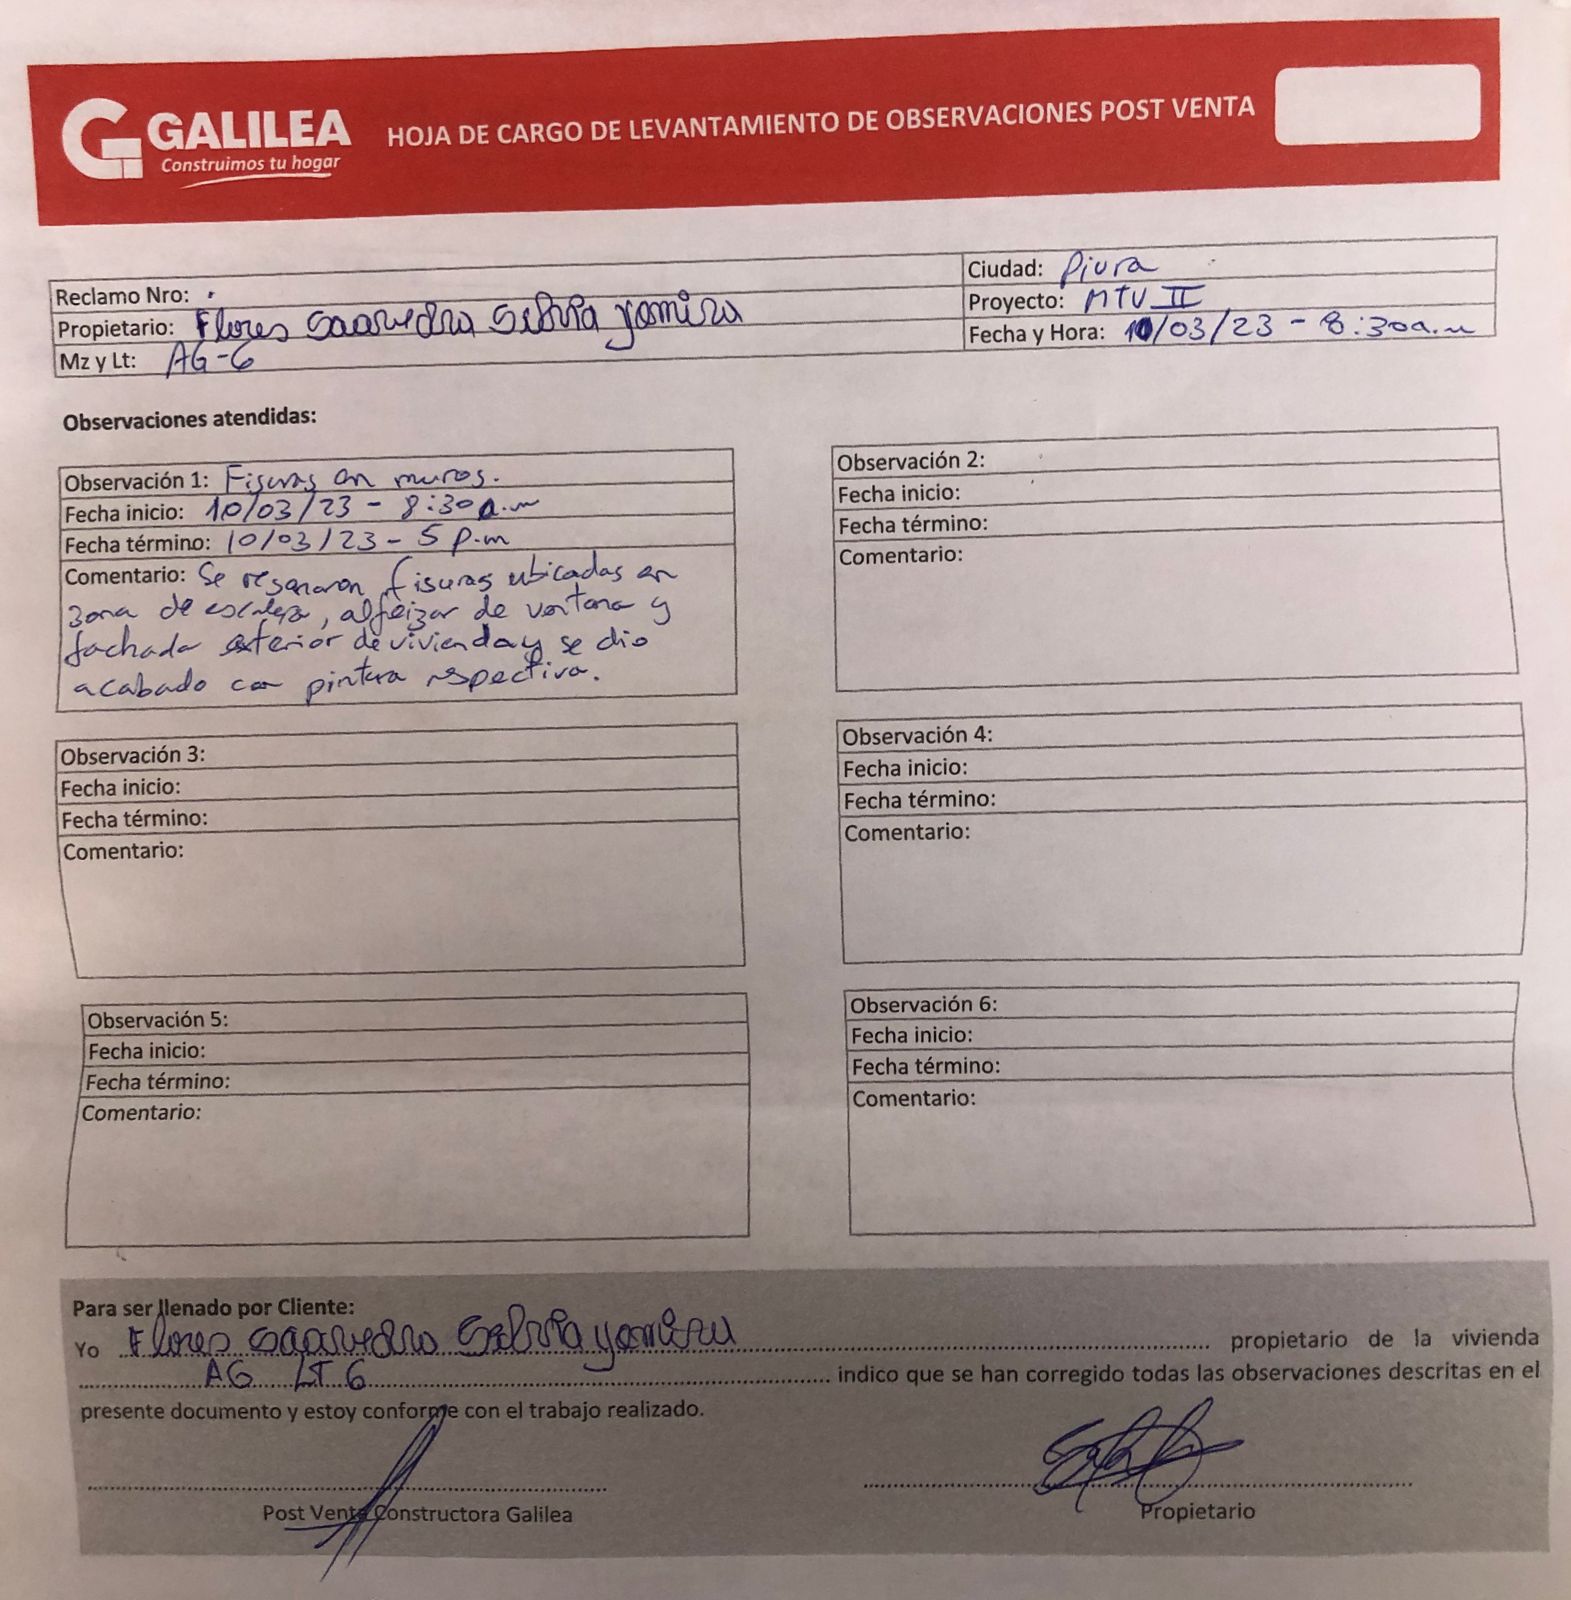 GALILEA
Construimos tu hogar
HOJA DE CARGO DE LEVANTAMIENTO DE OBSERVACIONES POST VENTA
Reclamo Nro:
Propietario: Flores Saavedra Silvia yomira
Mz y Lt: AG-6
Ciudad: Piura
Proyecto: MTV II
Fecha y Hora: 10/03/23 - 8:30a.m
Observaciones atendidas:
Observación 1: Fisuras en muros.
Fecha inicio: 10/03/23 - 8:30 a.m
Fecha término: 10/03/23 - 5 p.m
Comentario: Se resanaron fisuras ubicadas en
zona de escalera, alfeizar de ventana y
fachada exterior de vivienda y se dio
acabado con pintura respectiva.
Observación 2:
Fecha inicio:
Fecha término:
Comentario:
Observación 3:
Fecha inicio:
Fecha término:
Comentario:
Observación 4:
Fecha inicio:
Fecha término:
Comentario:
Observación 5:
Fecha inicio:
Fecha término:
Comentario:
Observación 6:
Fecha inicio:
Fecha término:
Comentario:
Para ser llenado por Cliente:
Yo Flores Saavedra Silvia yomira propietario de la vivienda
AG LT 6 indico que se han corregido todas las observaciones descritas en el
presente documento y estoy conforme con el trabajo realizado.
Post Venta Constructora Galilea
Propietario